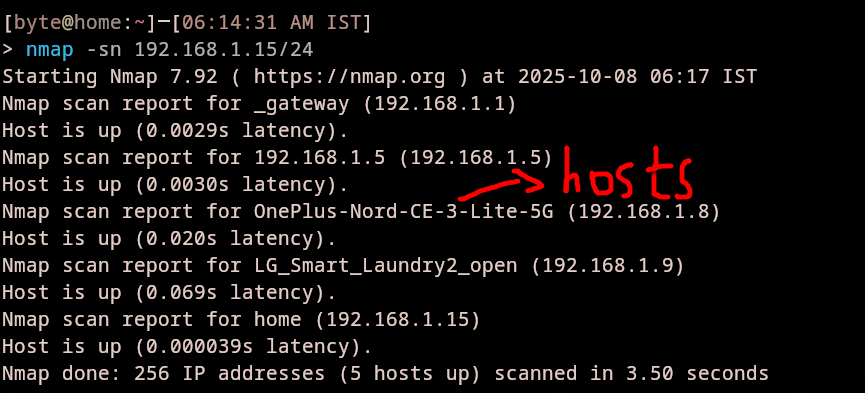 [byte@home:~]—[06:14:31 AM IST]
> nmap -sn 192.168.1.15/24
Starting Nmap 7.92 ( https://nmap.org ) at 2025-10-08 06:17 IST
Nmap scan report for _gateway (192.168.1.1)
Host is up (0.0029s latency).
Nmap scan report for 192.168.1.5 (192.168.1.5)
hosts
Host is up (0.0030s latency).
Nmap scan report for OnePlus-Nord-CE-3-Lite-5G (192.168.1.8)
Host is up (0.020s latency).
Nmap scan report for LG_Smart_Laundry2_open (192.168.1.9)
Host is up (0.069s latency).
Nmap scan report for home (192.168.1.15)
Host is up (0.000039s latency).
Nmap done: 256 IP addresses (5 hosts up) scanned in 3.50 seconds